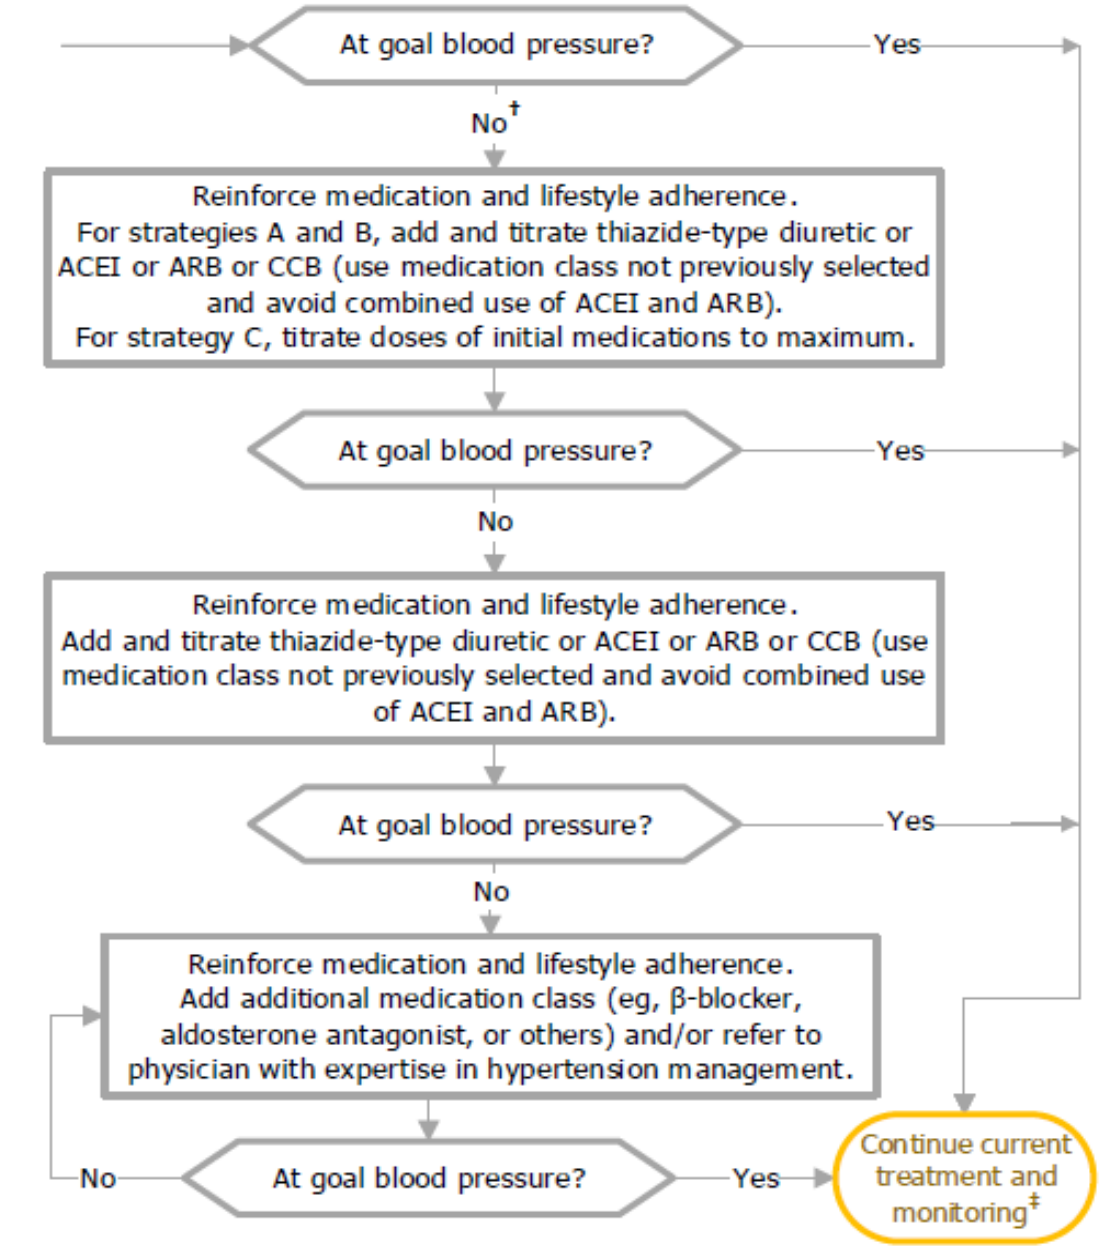 At goal blood pressure?
Yes
No†
Reinforce medication and lifestyle adherence.
For strategies A and B, add and titrate thiazide-type diuretic or
ACEI or ARB or CCB (use medication class not previously selected
and avoid combined use of ACEI and ARB).
For strategy C, titrate doses of initial medications to maximum.
At goal blood pressure?
Yes
No
Reinforce medication and lifestyle adherence.
Add and titrate thiazide-type diuretic or ACEI or ARB or CCB (use
medication class not previously selected and avoid combined use
of ACEI and ARB).
At goal blood pressure?
Yes
No
Reinforce medication and lifestyle adherence.
Add additional medication class (eg, β-blocker,
aldosterone antagonist, or others) and/or refer to
physician with expertise in hypertension management.
No
At goal blood pressure?
Yes
Continue current
treatment and
monitoring‡